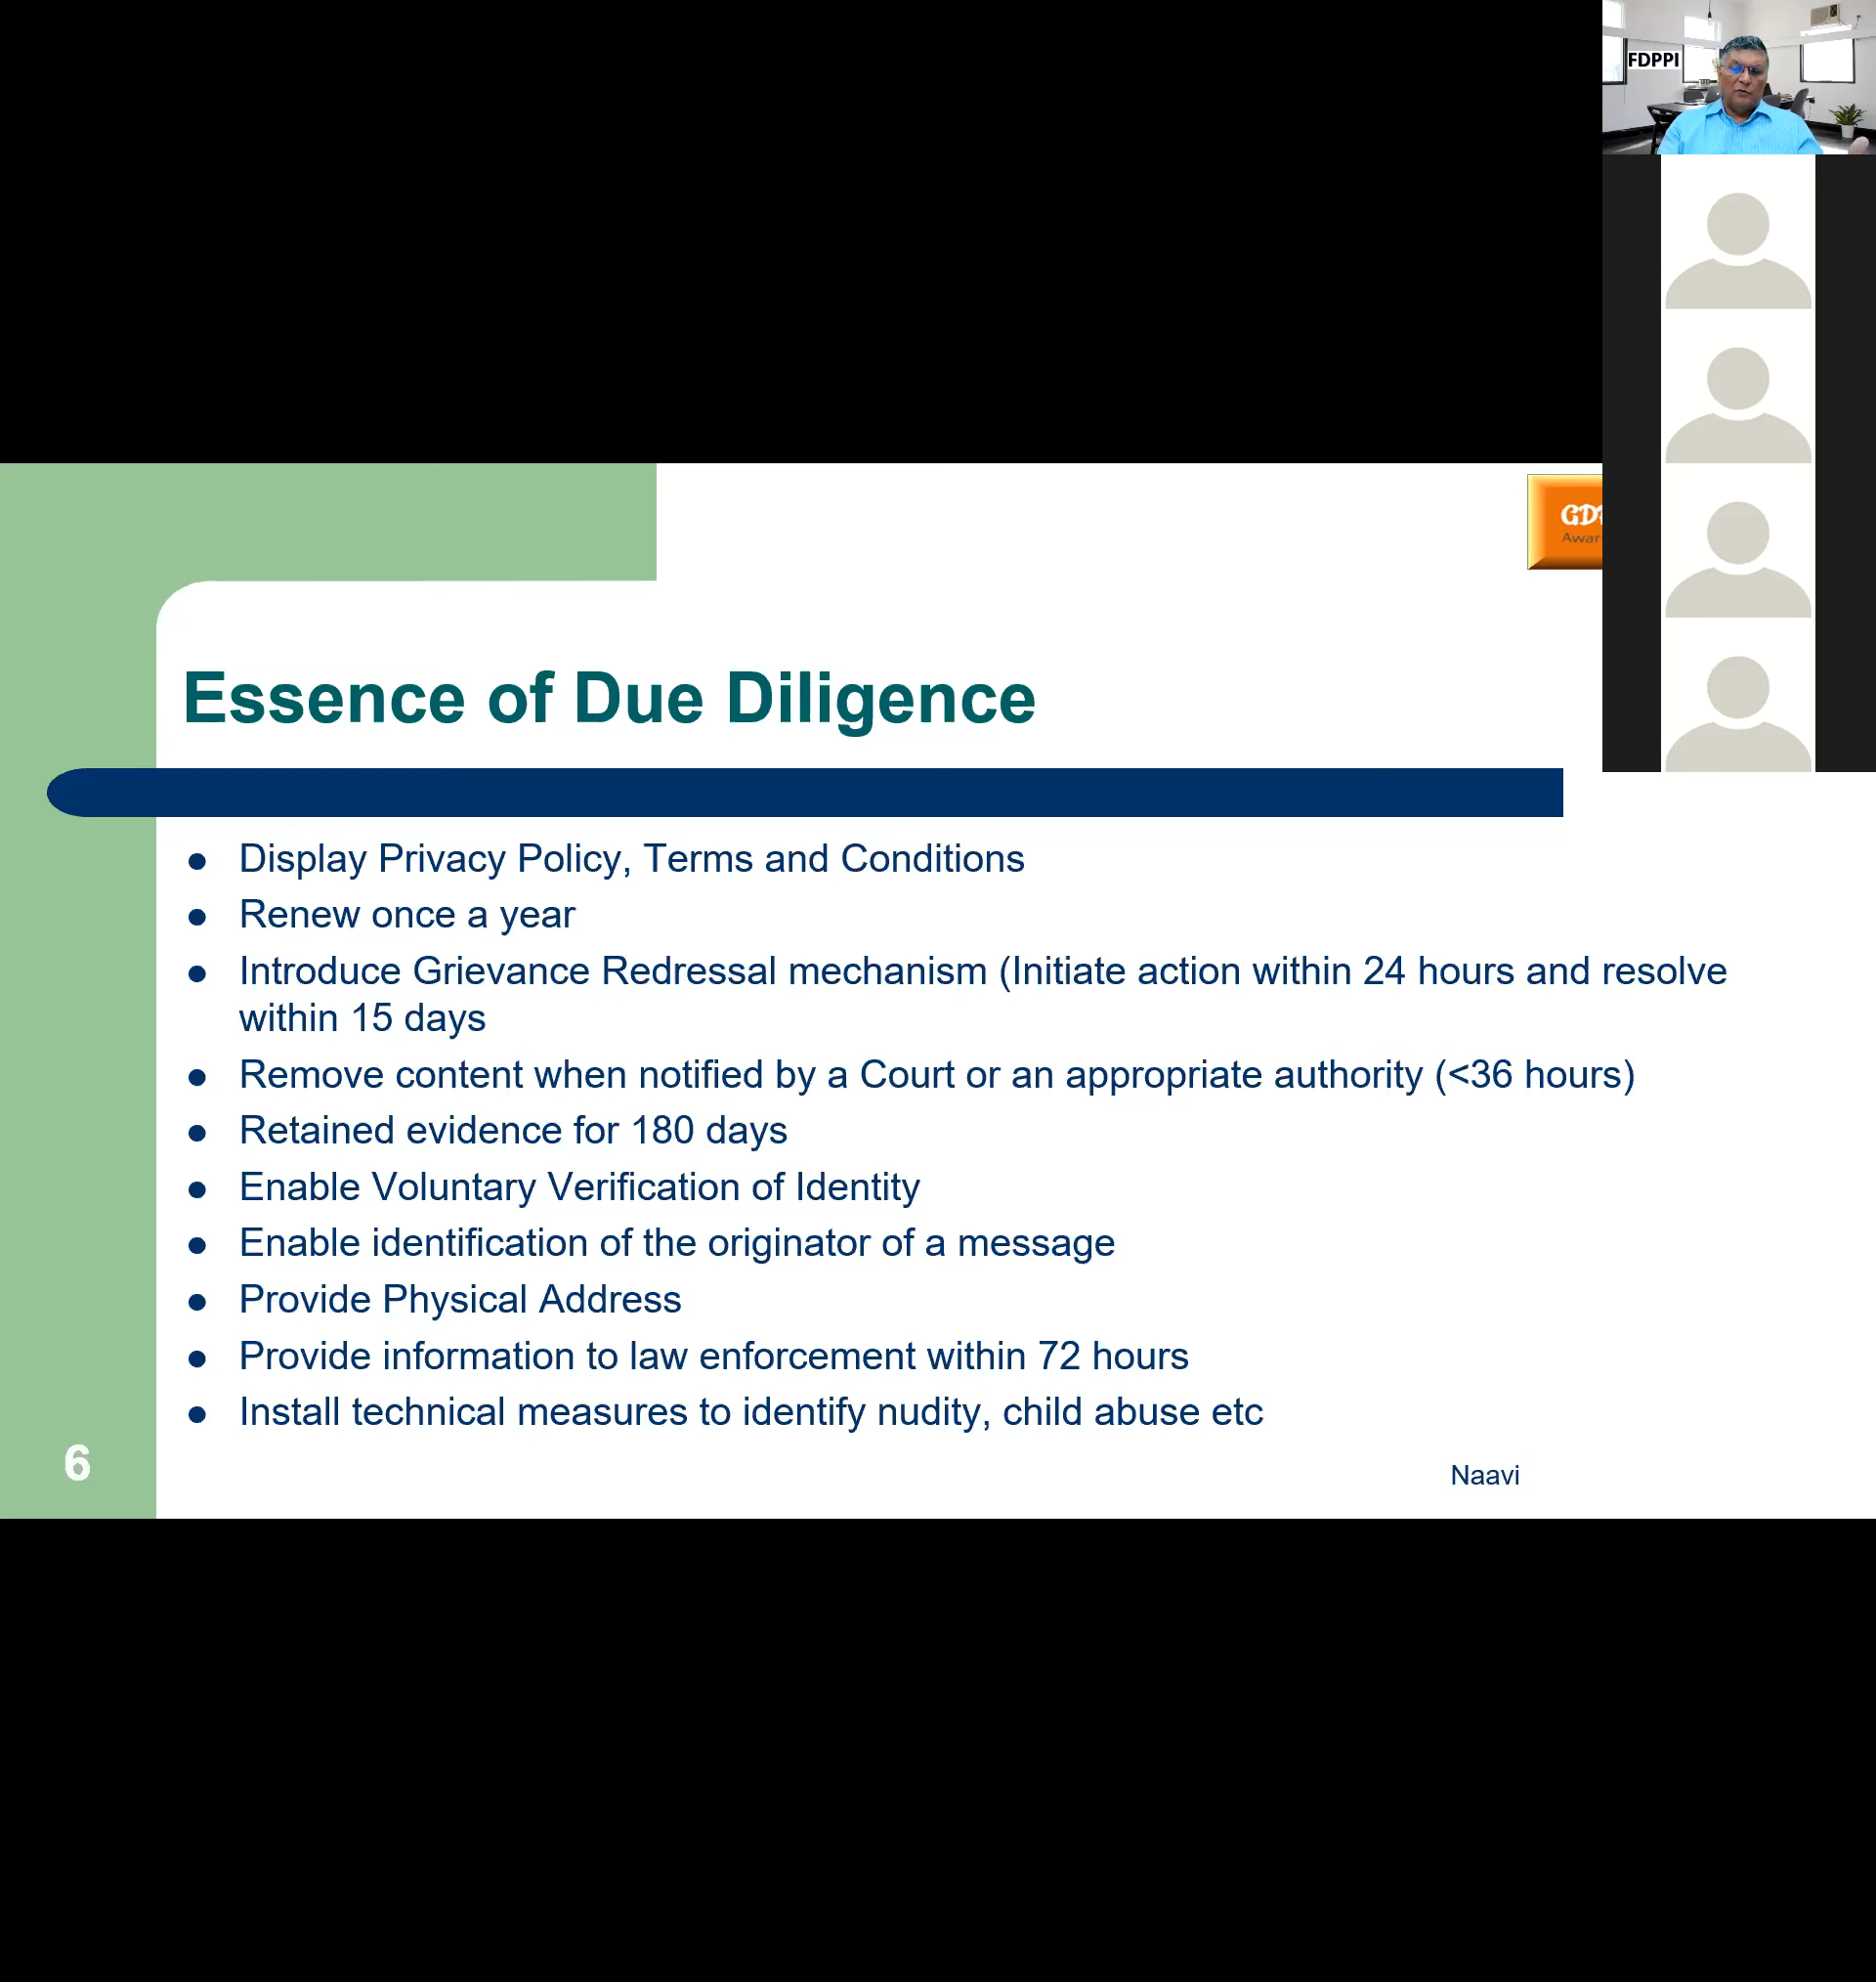 FDPPI
Essence of Due Diligence
Display Privacy Policy, Terms and Conditions
Renew once a year
Introduce Grievance Redressal mechanism (Initiate action within 24 hours and resolve
within 15 days
Remove content when notified by a Court or an appropriate authority (<36 hours)
Retained evidence for 180 days
Enable Voluntary Verification of Identity
Enable identification of the originator of a message
Provide Physical Address
Provide information to law enforcement within 72 hours
Install technical measures to identify nudity, child abuse etc
6
Naavi